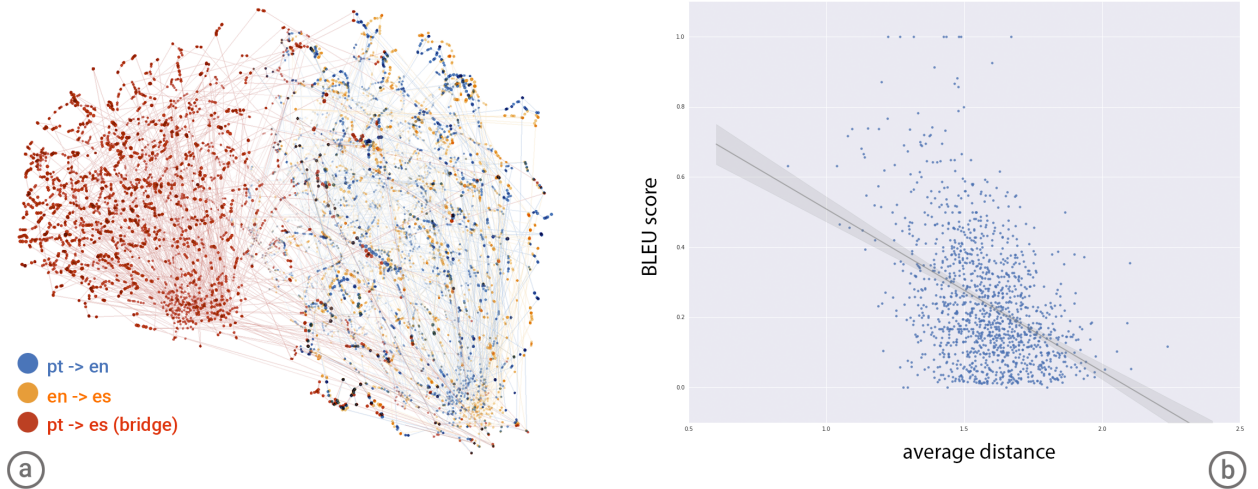 pt -> en
en -> es
pt -> es (bridge)
a
BLEU score
1.0
0.8
0.6
0.4
0.2
0.0
0.5
1.0
1.5
2.0
2.5
average distance
b